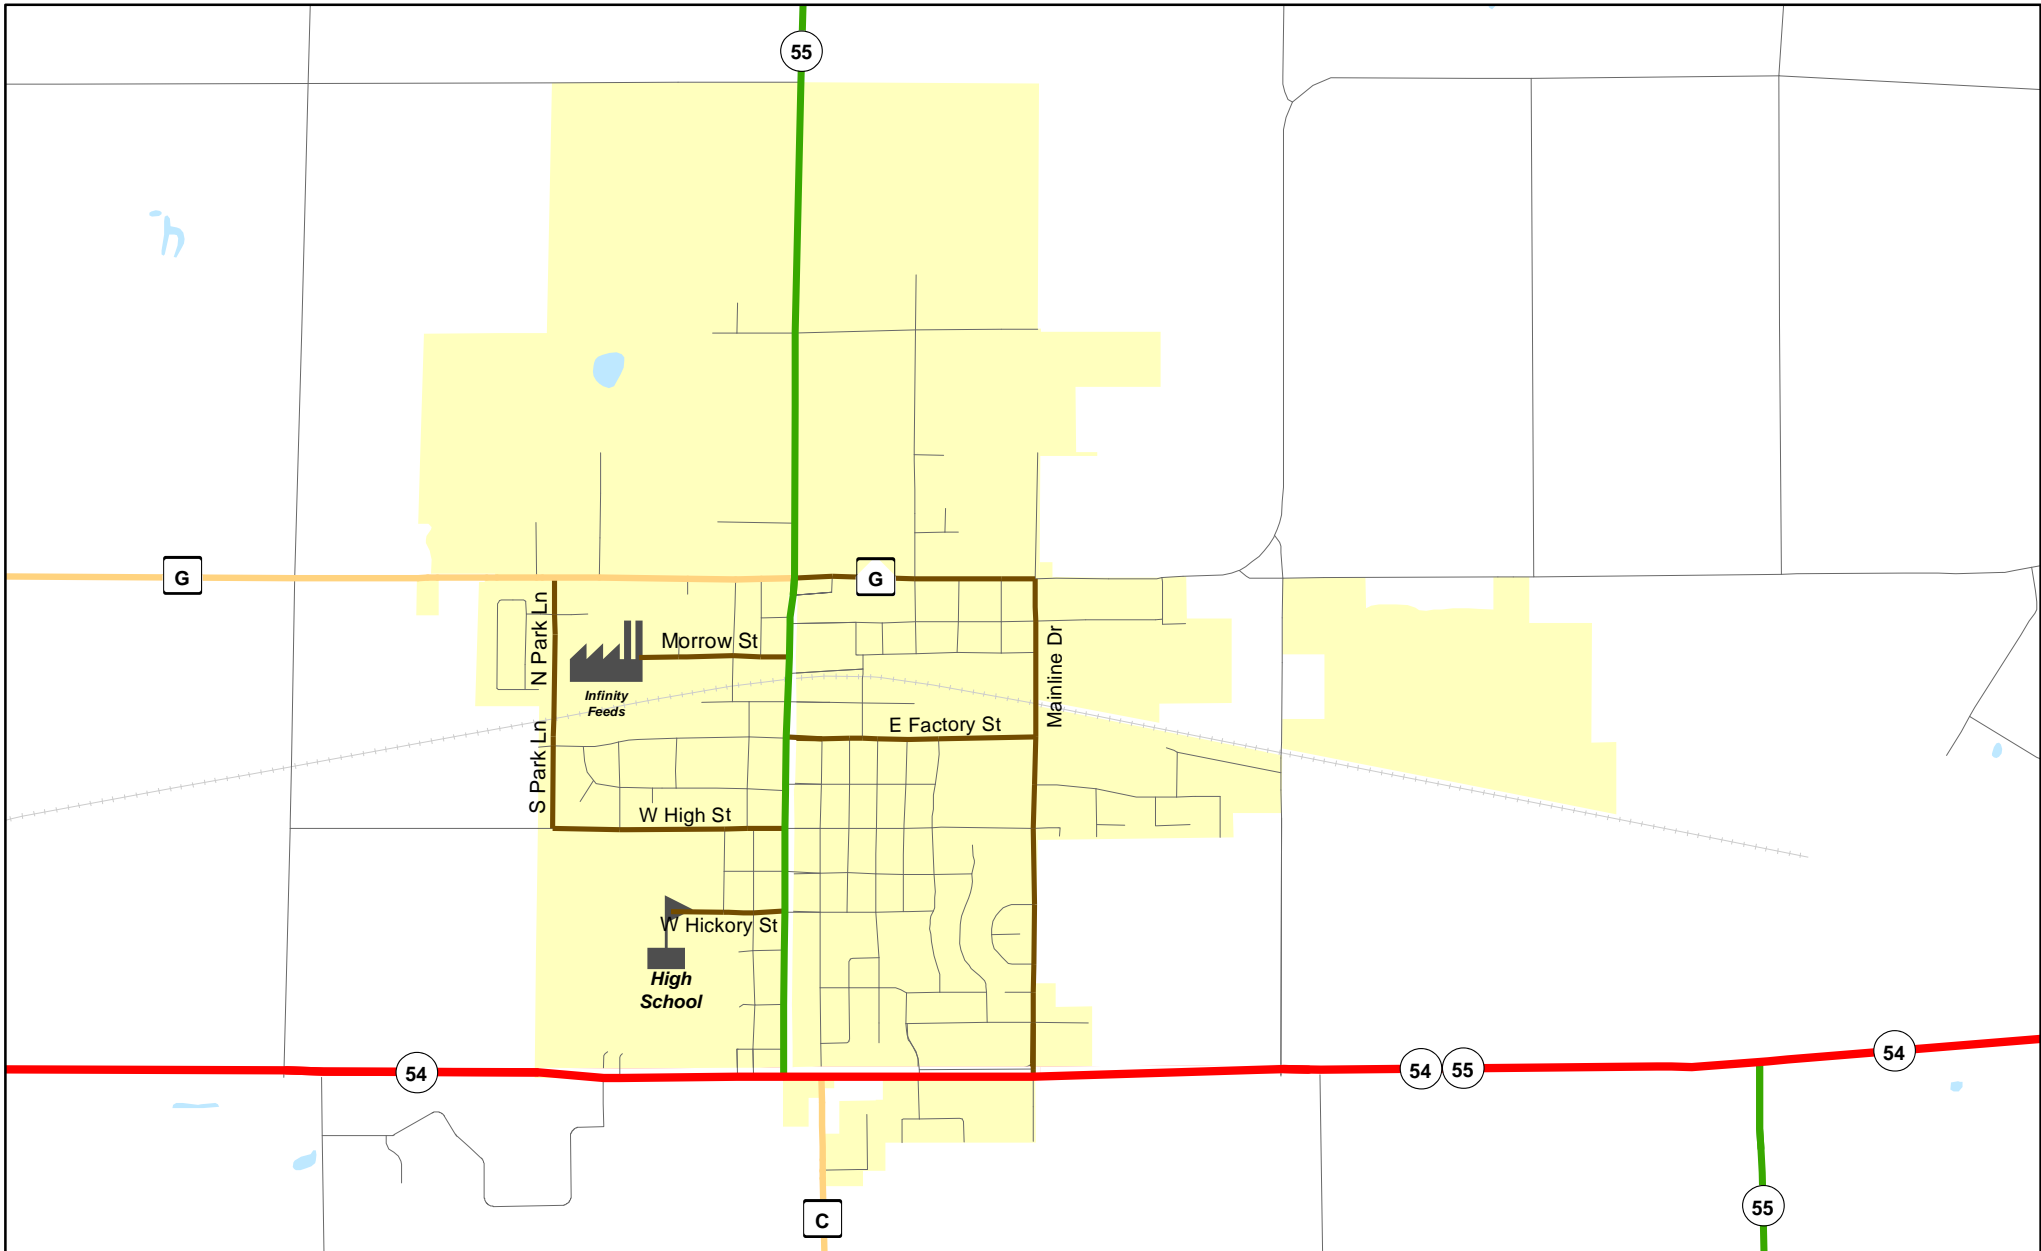 55
G
G
N Park Ln
Morrow St
Mainline Dr
Infinity
Feeds
S Park Ln
E Factory St
W High St
W Hickory St
High
School
54
54
55
54
C
55